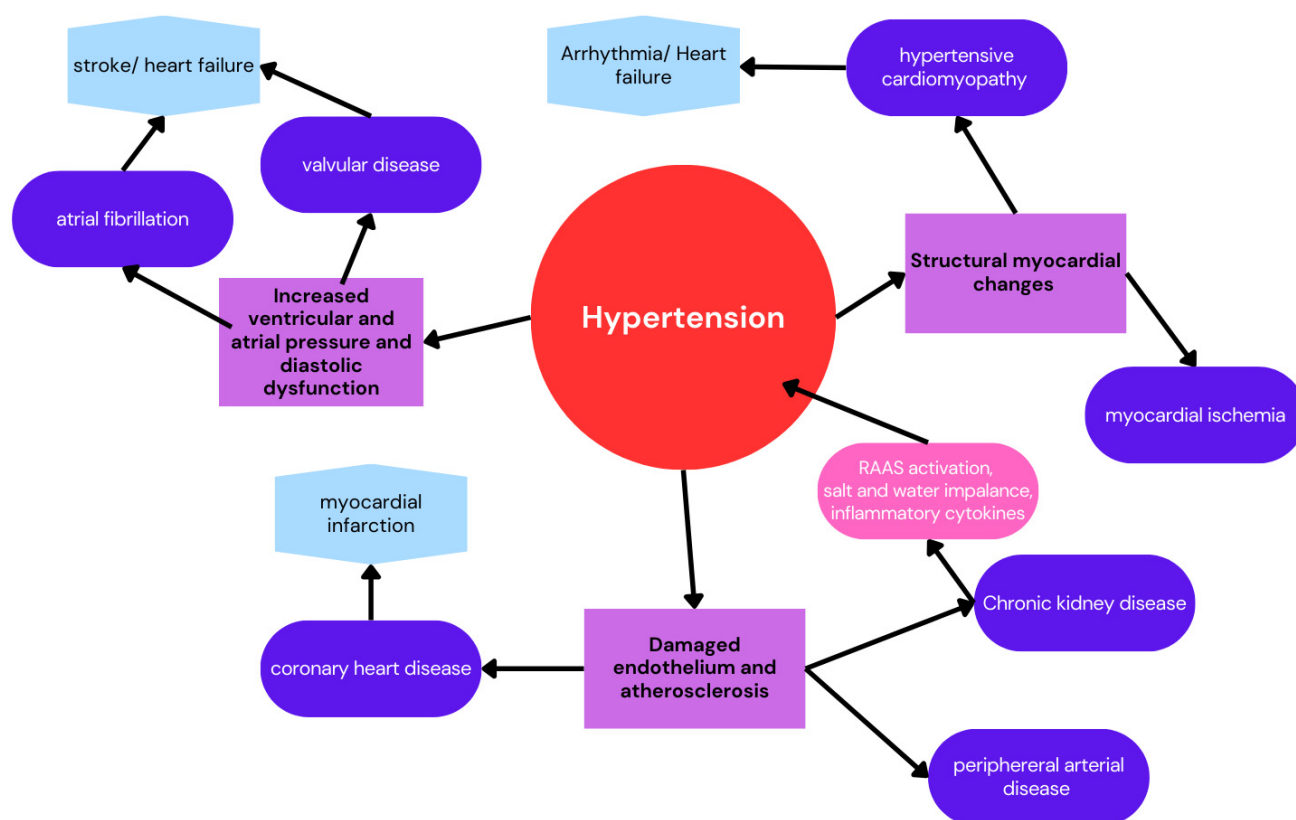 stroke/ heart failure
Arrhythmia/ Heart
failure
hypertensive
cardiomyopathy
valvular disease
atrial fibrillation
Increased
ventricular and
atrial pressure and
diastolic
dysfunction
Hypertension
Structural myocardial
changes
myocardial ischemia
RAAS activation,
salt and water impalance,
inflammatory cytokines
myocardial
infarction
Chronic kidney disease
coronary heart disease
Damaged
endothelium and
atherosclerosis
periphereral arterial
disease